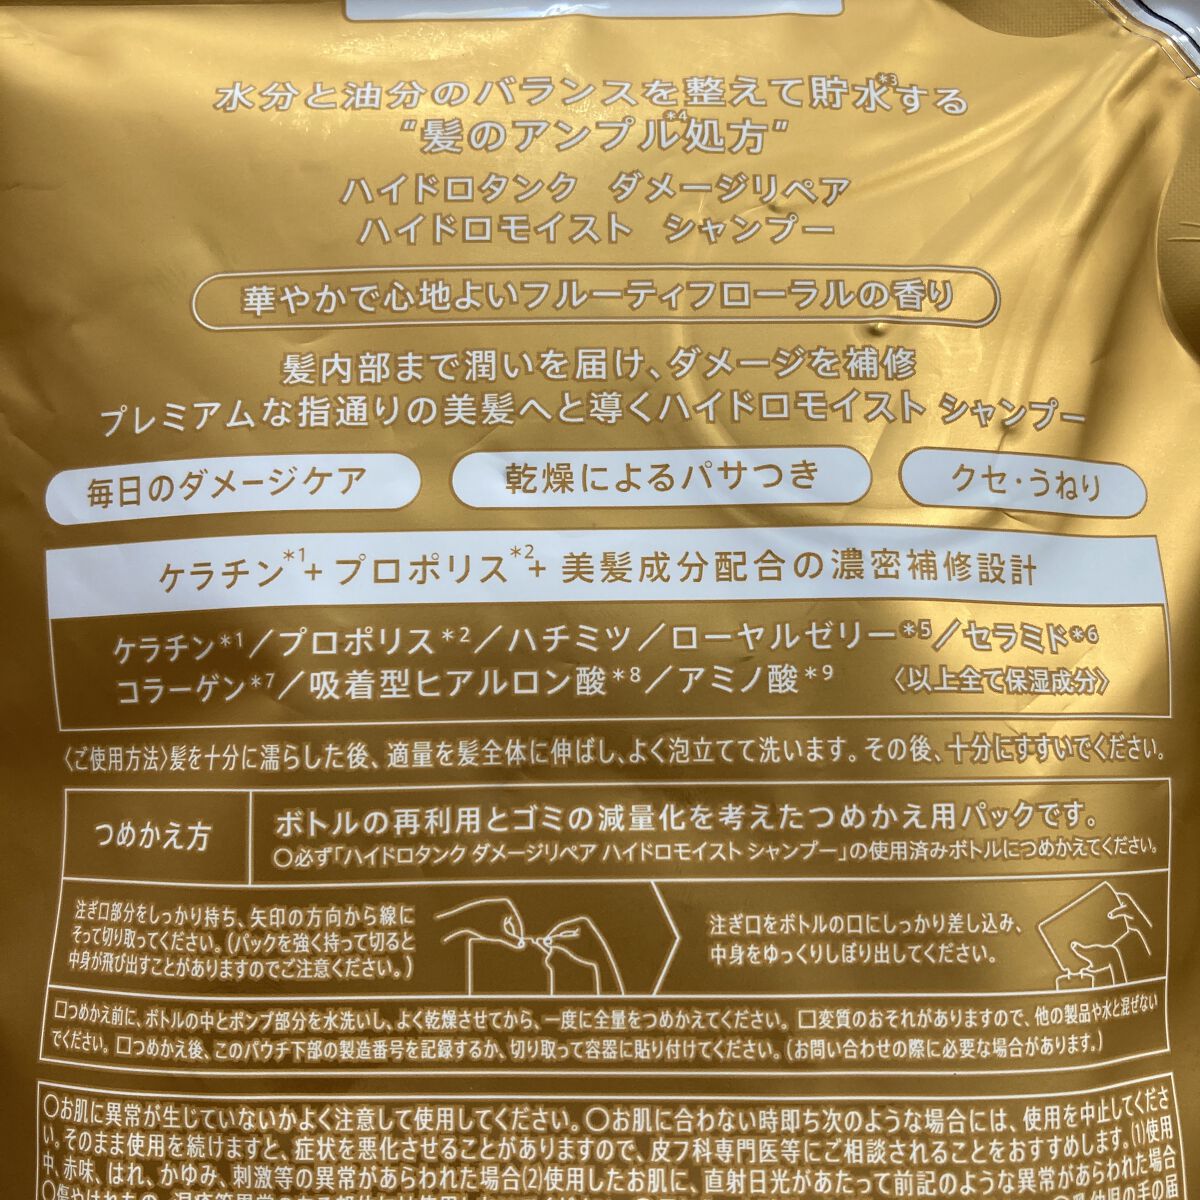 水分と油分のバランスを整えて貯水*3する
“髪のアンプル*4処方”
ハイドロタンク ダメージリペア
ハイドロモイスト シャンプー
華やかで心地よいフルーティフローラルの香り
髪内部まで潤いを届け、ダメージを補修
プレミアムな指通りの美髪へと導くハイドロモイスト シャンプー
毎日のダメージケア 乾燥によるパサつき クセ・うねり
ケラチン*1+プロポリス*2+美髪成分配合の濃密補修設計
ケラチン*1/プロポリス*2/ハチミツ/ローヤルゼリー*5/セラミド*6
コラーゲン*7/吸着型ヒアルロン酸*8/アミノ酸*9 〈以上全て保湿成分〉
〈ご使用方法〉髪を十分に濡らした後、適量を髪全体に伸ばし、よく泡立てて洗います。その後、十分にすすいでください。
つめかえ方
ボトルの再利用とゴミの減量化を考えたつめかえ用パックです。
○必ず「ハイドロタンク ダメージリペア ハイドロモイスト シャンプー」の使用済みボトルにつめかえてください。
注ぎ口部分をしっかり持ち、矢印の方向から線に
そって切り取ってください。(パックを強く持って切ると
中身が飛び出すことがありますのでご注意ください。)
注ぎ口をボトルの口にしっかり差し込み、
中身をゆっくりしぼり出してください。
□つめかえ前に、ボトルの中とポンプ部分を水洗いし、よく乾燥させてから、一度に全量をつめかえてください。□変質のおそれがありますので、他の製品や水と混ぜない
でください。□つめかえ後、このパウチ下部の製造番号を記録するか、切り取って容器に貼り付けてください。(お問い合わせの際に必要な場合があります。)
○お肌に異常が生じていないかよく注意して使用してください。○お肌に合わない時即ち次のような場合には、使用を中止してくださ
い。そのまま使用を続けますと、症状を悪化させることがありますので、皮フ科専門医等にご相談されることをおすすめします。(1)使用
中、赤味、はれ、かゆみ、刺激等の異常があらわれた場合(2)使用したお肌に、直射日光があたって前記のような異常があらわれた場合